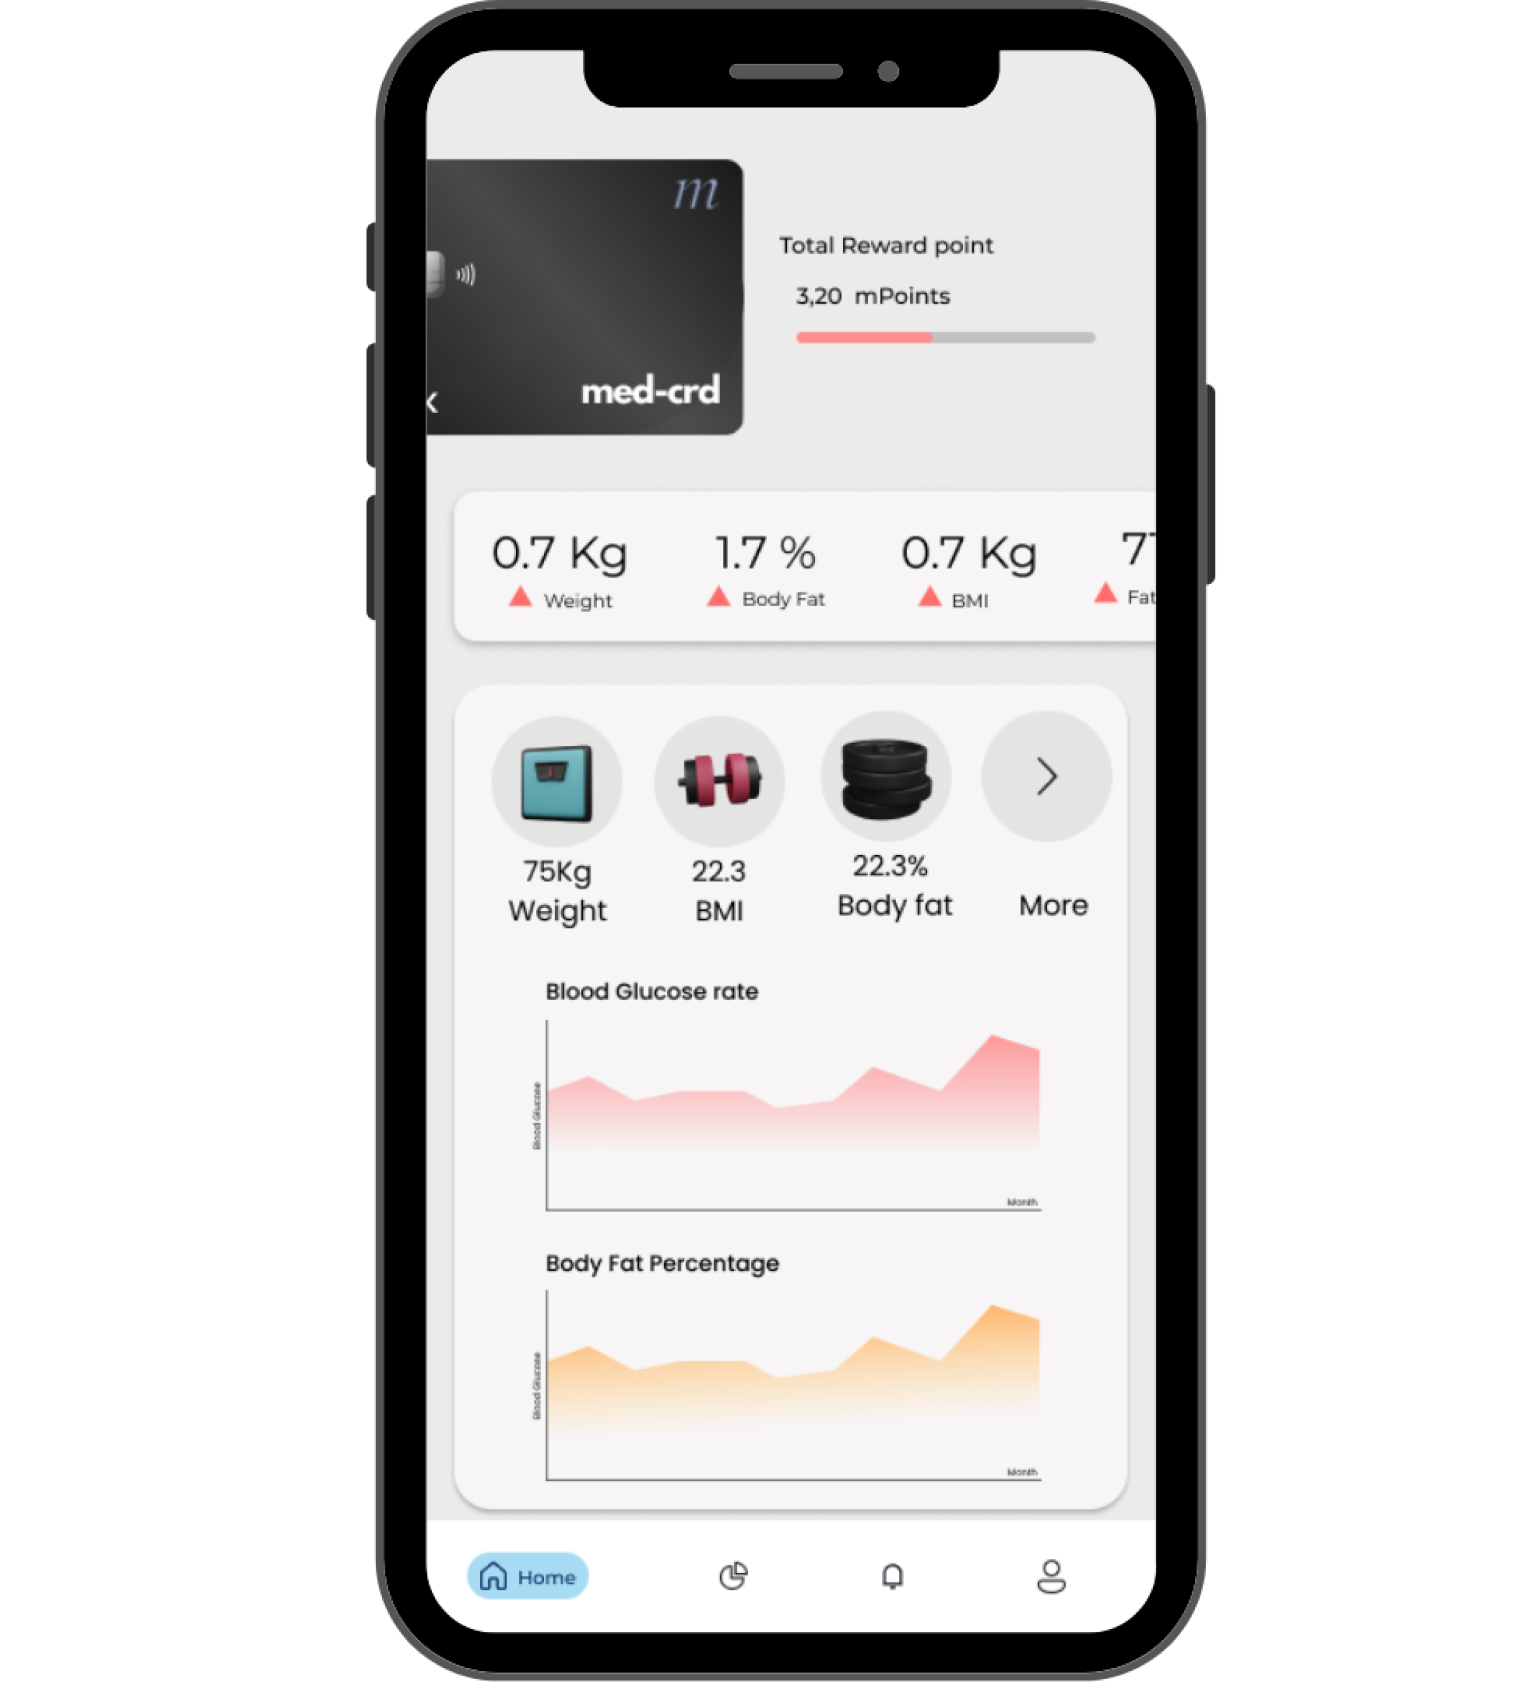 m
med-crd
Total Reward point
3,20 mPoints
0.7 Kg
Weight
1.7 %
Body Fat
0.7 Kg
BMI
Fat
75Kg
Weight
22.3
BMI
22.3%
Body fat
More
Blood Glucose rate
Blood Glucose
Month
Body Fat Percentage
Blood Glucose
Month
Home